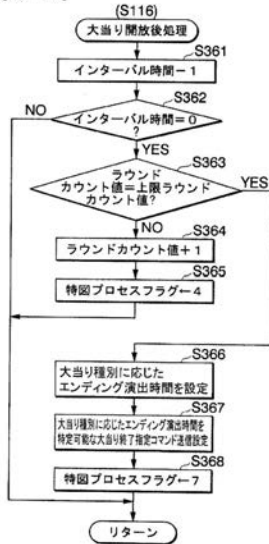 (S116)
大当り開放後処理
S361
インターバル時間－1
S362
NO
インターバル時間＝0
?
YES
S363
ラウンド
カウント値＝上限ラウンド
カウント値?
YES
NO
S364
ラウンドカウント値＋1
S365
特図プロセスフラグ←4
S366
大当り種別に応じた
エンディング演出時間を設定
S367
大当り種別に応じたエンディング演出時間を
特定可能な大当り終了指定コマンド送信設定
S368
特図プロセスフラグ←7
リターン